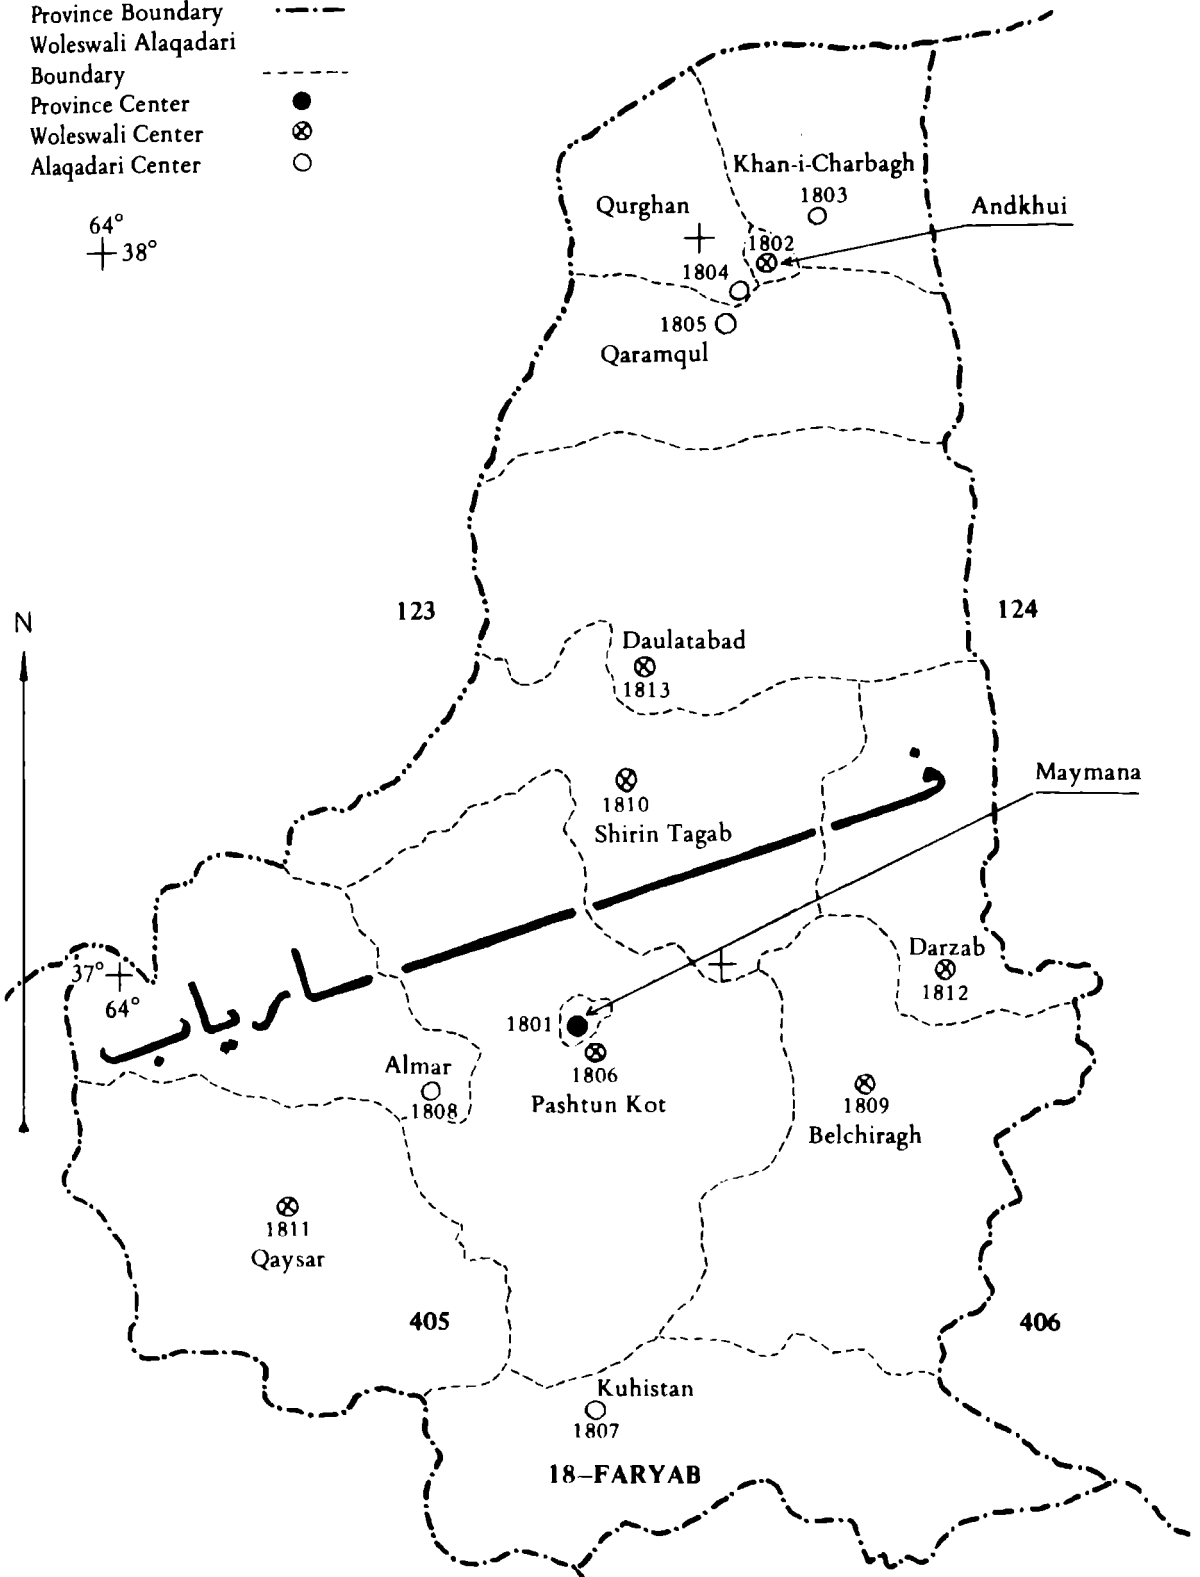 Province Boundary
Woleswali Alaqadari
Boundary
Province Center
Woleswali Center
Alaqadari Center
64°
38°
Khan-i-Charbagh
1803
Qurghan
Andkhui
1802
1804
1805
Qaramqul
123
124
N
Daulatabad
1813
Maymana
1810
Shirin Tagab
فاریاب
Darzab
1812
37°
64°
1801
1806
Pashtun Kot
Almar
1808
1809
Belchiragh
1811
Qaysar
405
406
Kuhistan
1807
18–FARYAB